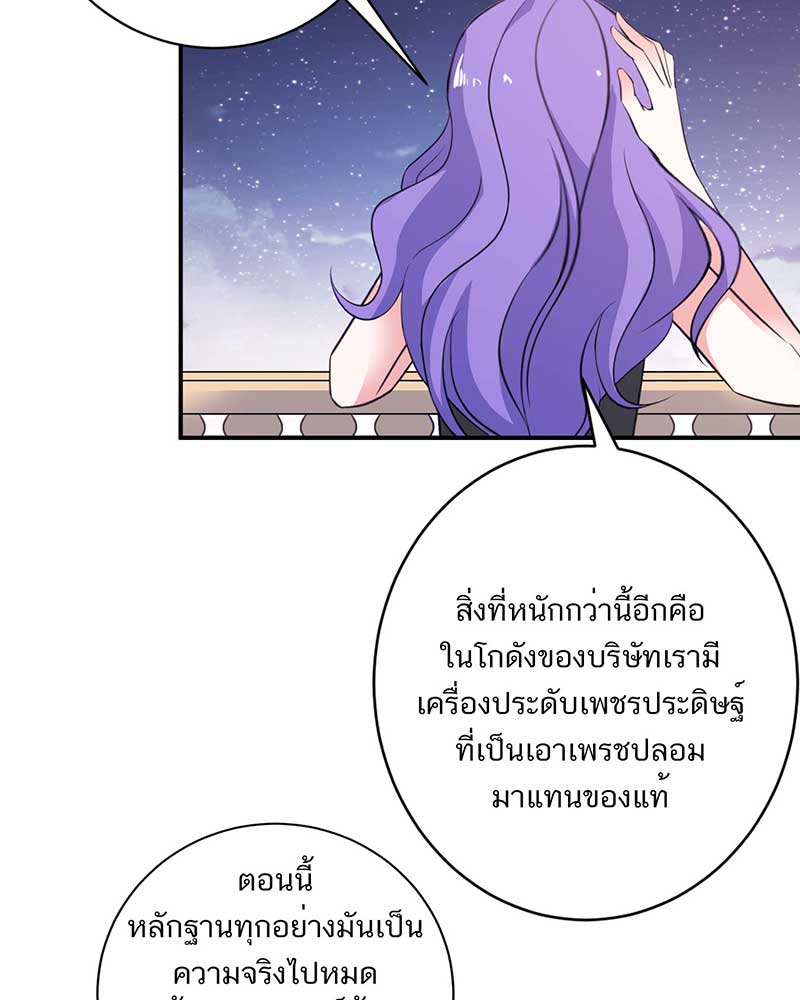 สิ่งที่หนักกว่านี้อีกคือ
ในโกดังของบริษัทเรามี
เครื่องประดับเพชรประดิษฐ์
ที่เป็นเอาเพรชปลอม
มาแทนของแท้
ตอนนี้
หลักฐานทุกอย่างมันเป็น
ความจริงไปหมด